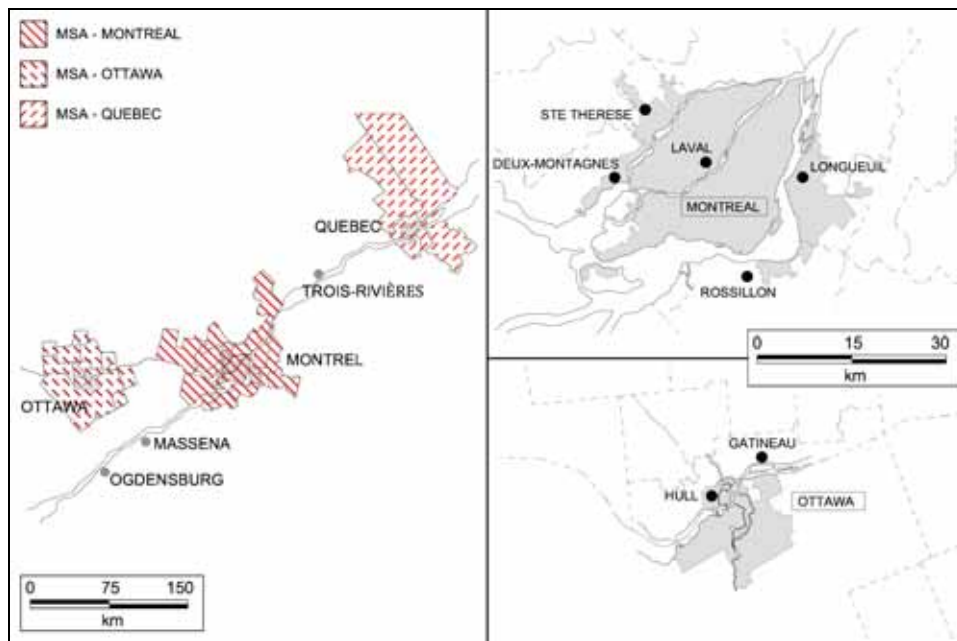 MSA - MONTREAL
MSA - OTTAWA
MSA - QUEBEC
QUEBEC
TROIS-RIVIÈRES
MONTREL
OTTAWA
MASSENA
OGDENSBURG
0 75 150
km
STE THERESE
LAVAL
DEUX-MONTAGNES
LONGUEUIL
MONTREAL
ROSSILLON
0 15 30
km
GATINEAU
HULL
OTTAWA